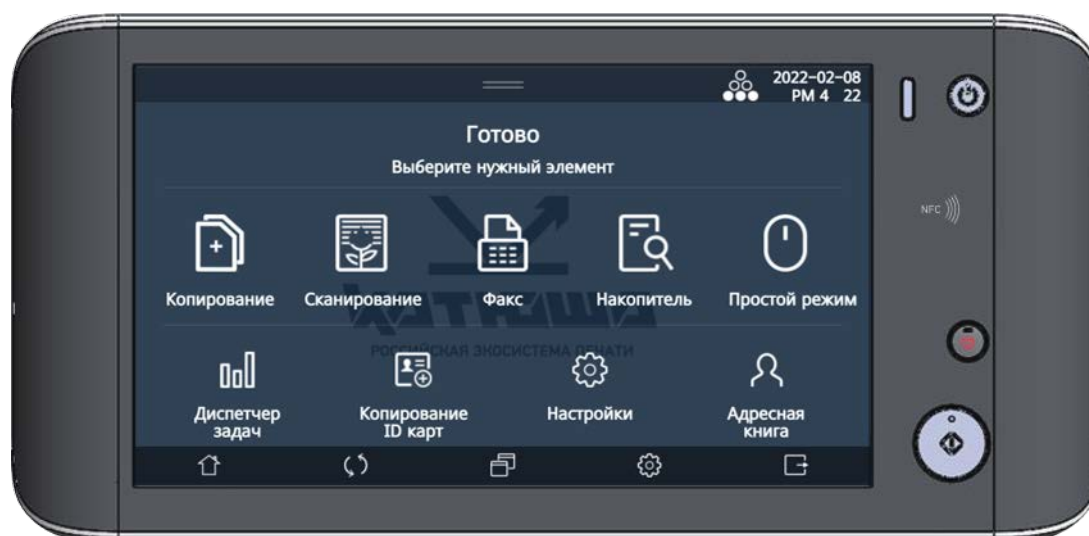 2022-02-08
PM 4 22
Готово
Выберите нужный элемент
NFC
Копирование Сканирование Факс Накопитель Простой режим
катюша
РОССИЙСКАЯ ЭКОСИСТЕМА ПЕЧАТИ
Диспетчер задач
Копирование ID карт
Настройки
Адресная книга